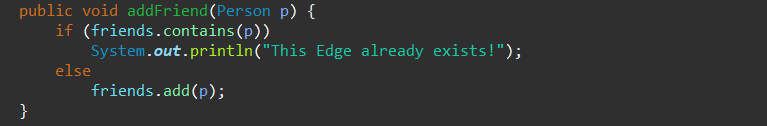 public void addFriend(Person p) {
    if (friends.contains(p))
        System.out.println("This Edge already exists!");
    else
        friends.add(p);
}